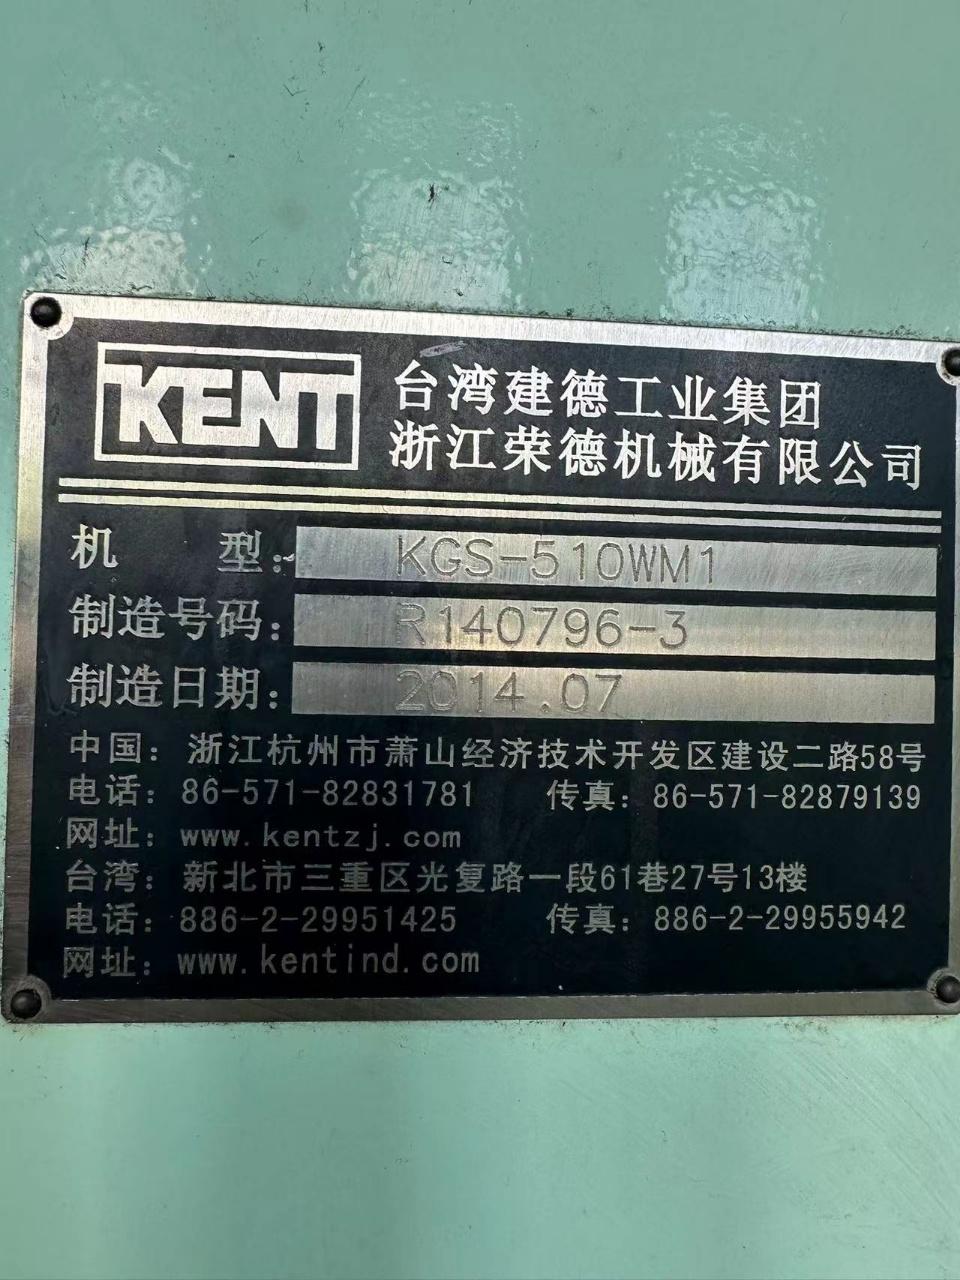 KENT
台湾建德工业集团
浙江荣德机械有限公司
机 型: KGS-510WM1
制造号码: R140796-3
制造日期: 2014.07
中国: 浙江杭州市萧山经济技术开发区建设二路58号
电话: 86-571-82831781 传真: 86-571-82879139
网址: www.kentzj.com
台湾: 新北市三重区光复路一段61巷27号13楼
电话: 886-2-29951425 传真: 886-2-29955942
网址: www.kentind.com